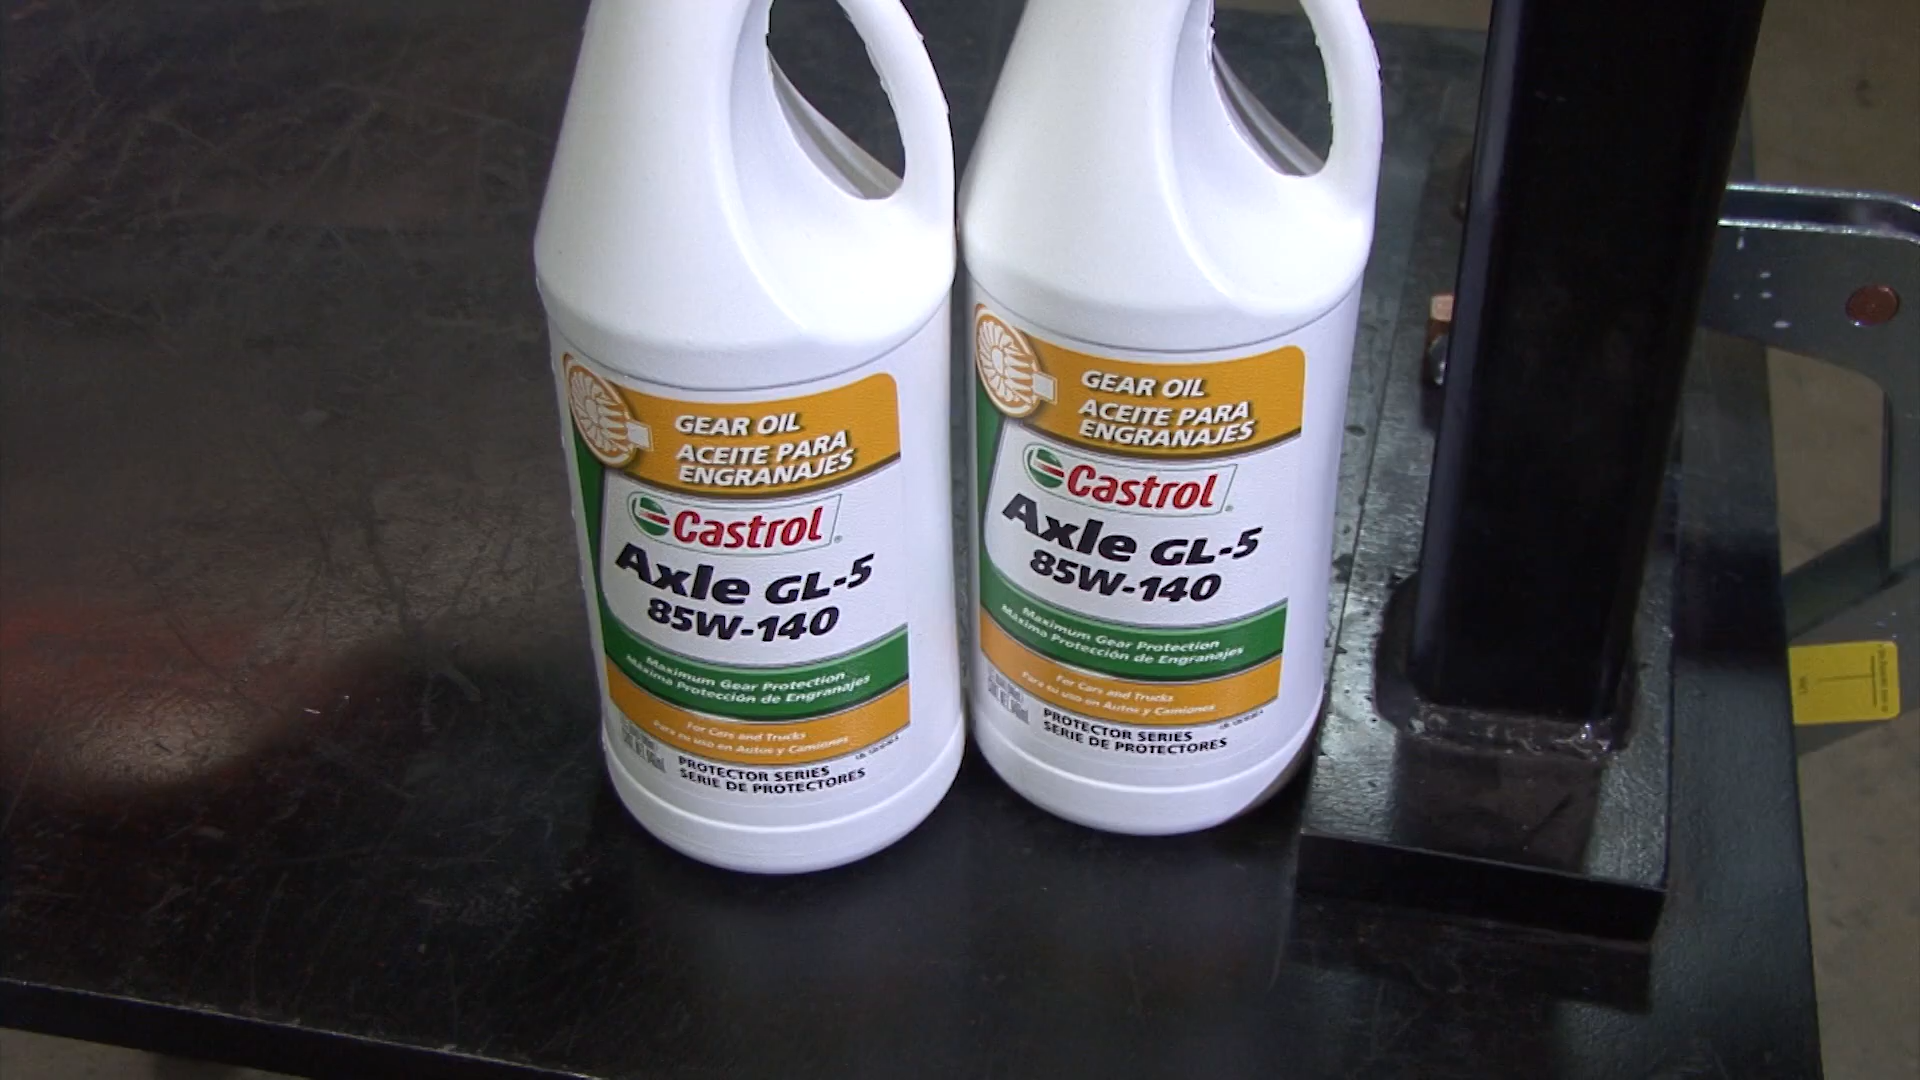 GEAR OIL
ACEITE PARA
ENGRANAJES
Castrol
Axle GL-5
85W-140
Maximum Gear Protection
Máxima Protección de Engranajes
For Cars and Trucks
Para su uso en Autos y Camiones
PROTECTOR SERIES
SERIE DE PROTECTORES
GEAR OIL
ACEITE PARA
ENGRANAJES
Castrol
Axle GL-5
85W-140
Maximum Gear Protection
Máxima Protección de Engranajes
For Cars and Trucks
Para su uso en Autos y Camiones
PROTECTOR SERIES
SERIE DE PROTECTORES